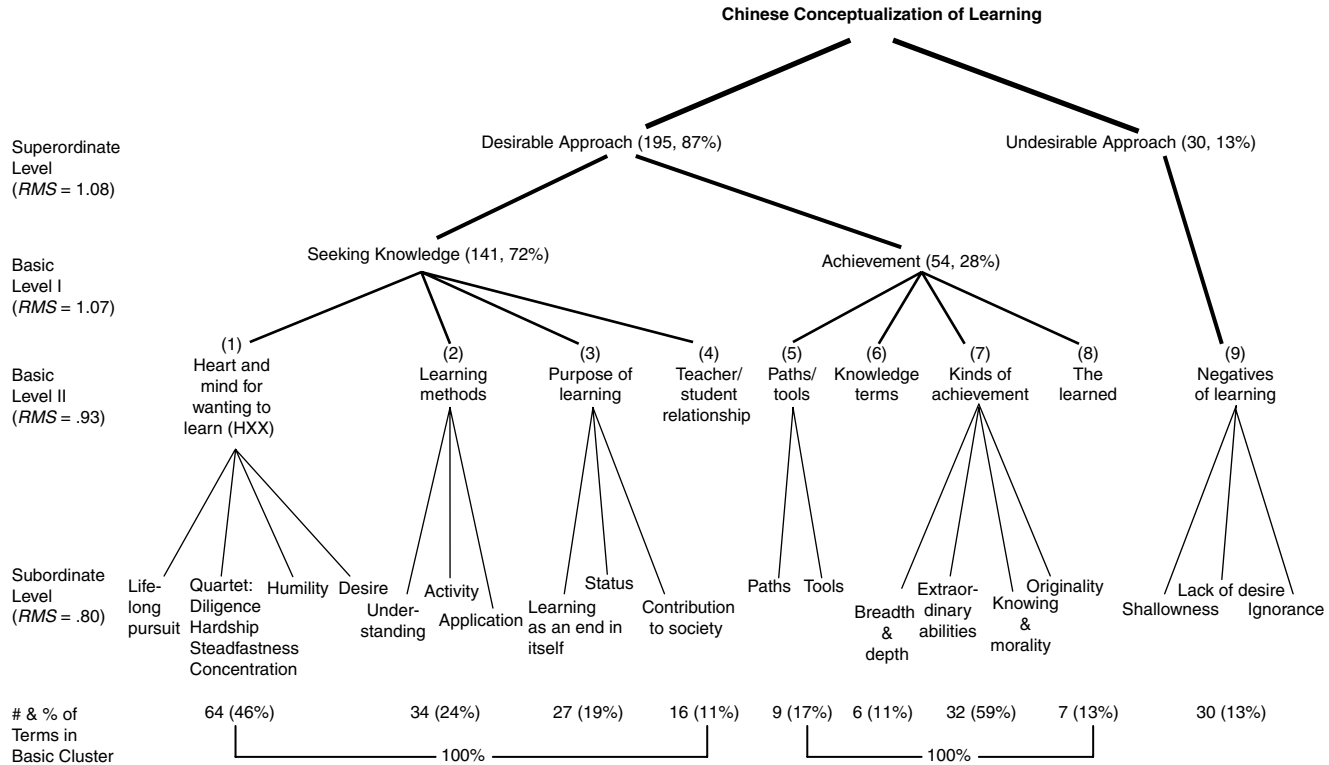 Chinese Conceptualization of Learning
Superordinate
Level
(RMS = 1.08)
Desirable Approach (195, 87%)
Undesirable Approach (30, 13%)
Basic
Level I
(RMS = 1.07)
Seeking Knowledge (141, 72%)
Achievement (54, 28%)
Basic
Level II
(RMS = .93)
(1)
Heart and
mind for
wanting to
learn (HXX)
(2)
Learning
methods
(3)
Purpose of
learning
(4)
Teacher/
student
relationship
(5)
Paths/
tools
(6)
Knowledge
terms
(7)
Kinds of
achievement
(8)
The
learned
(9)
Negatives
of learning
Subordinate
Level
(RMS = .80)
Life-
long
pursuit
Quartet:
Diligence
Hardship
Steadfastness
Concentration
Humility
Desire
Under-
standing
Activity
Application
Learning
as an end in
itself
Status
Contribution
to society
Paths
Tools
Breadth
&
depth
Extraor-
dinary
abilities
Knowing
&
morality
Originality
Shallowness
Lack of desire
Ignorance
# & % of
Terms in
Basic Cluster
64 (46%)
34 (24%)
27 (19%)
16 (11%)
9 (17%)
6 (11%)
32 (59%)
7 (13%)
30 (13%)
100%
100%